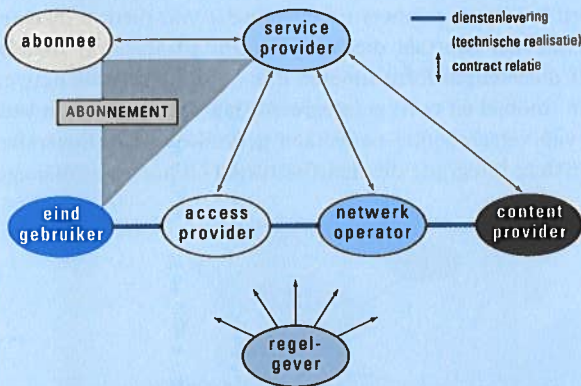 abonnee
service
provider
dienstenlevering
(technische realisatie)
contract relatie
ABONNEMENT
eind
gebruiker
access
provider
netwerk
operator
content
provider
regel-
gever